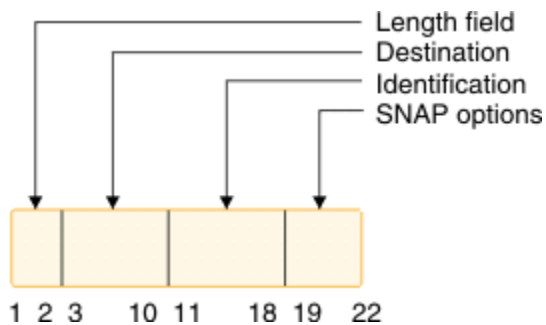 Length field
Destination
Identification
SNAP options
1 2 3 10 11 18 19 22